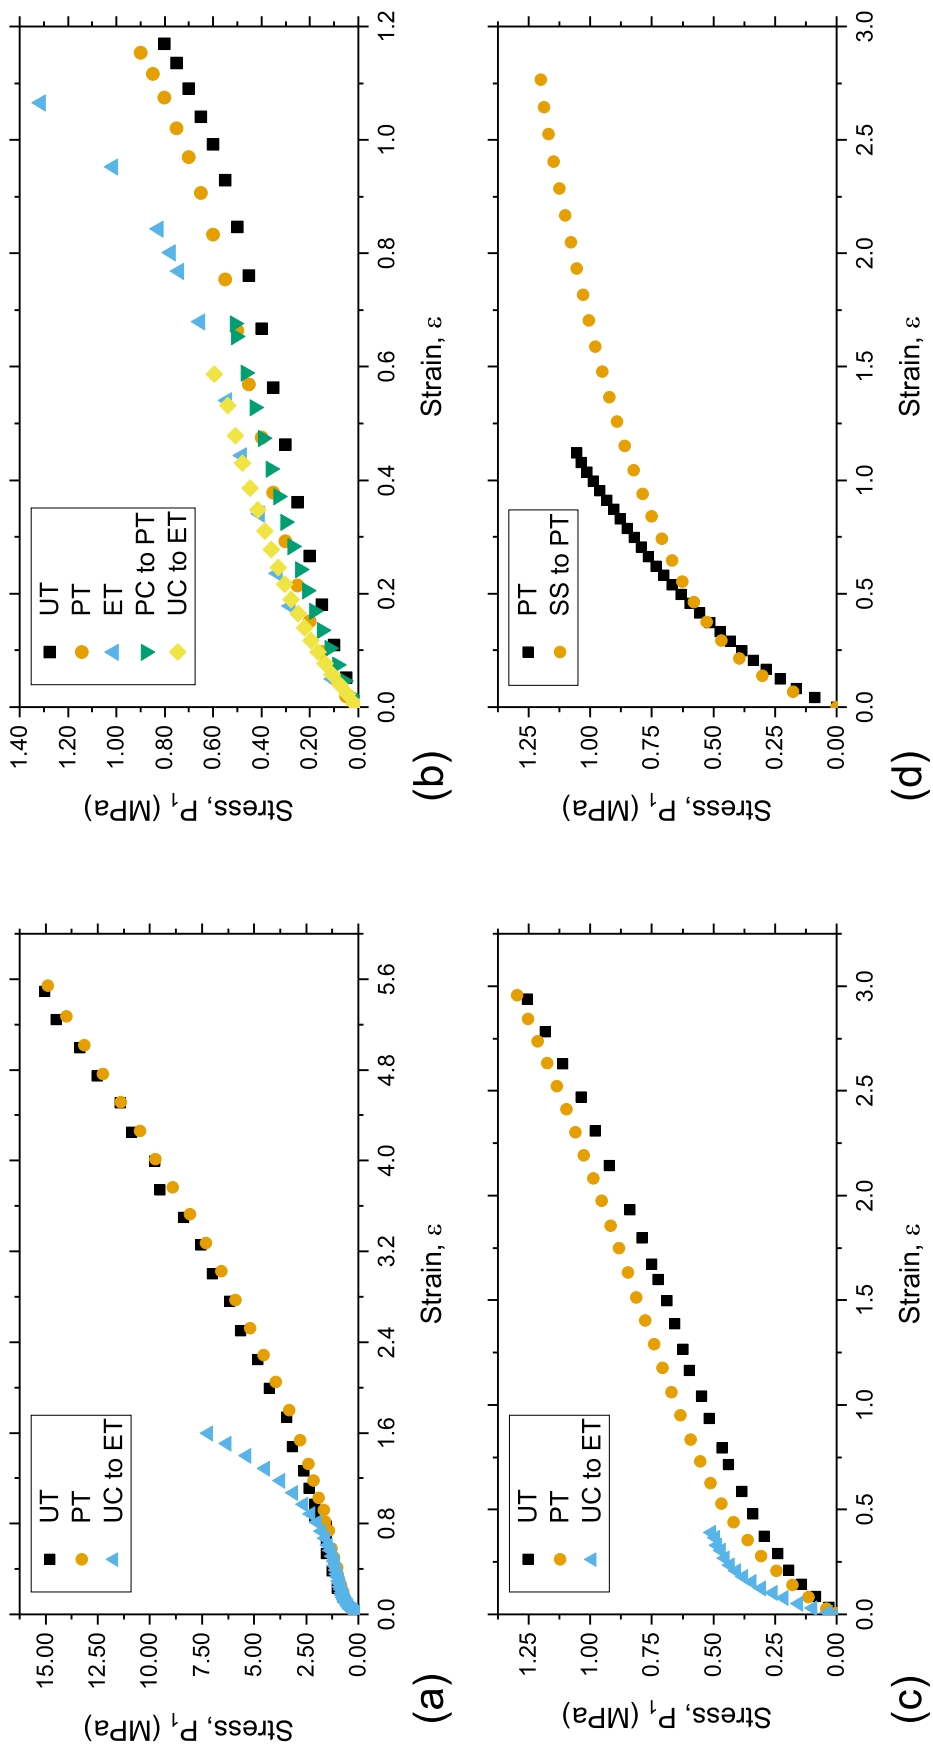 15.00
12.50
10.00
7.50
5.00
2.50
0.00
0.0
0.8
1.6
2.4
3.2
4.0
4.8
5.6
Stress, P1 (MPa)
Strain, ε
UT
PT
UC to ET
(a)
1.40
1.20
1.00
0.80
0.60
0.40
0.20
0.00
0.0
0.2
0.4
0.6
0.8
1.0
1.2
Stress, P1 (MPa)
Strain, ε
UT
PT
ET
PC to PT
UC to ET
(b)
1.25
1.00
0.75
0.50
0.25
0.00
0.0
0.5
1.0
1.5
2.0
2.5
3.0
Stress, P1 (MPa)
Strain, ε
UT
PT
UC to ET
(c)
1.25
1.00
0.75
0.50
0.25
0.00
0.0
0.5
1.0
1.5
2.0
2.5
3.0
Stress, P1 (MPa)
Strain, ε
PT
SS to PT
(d)